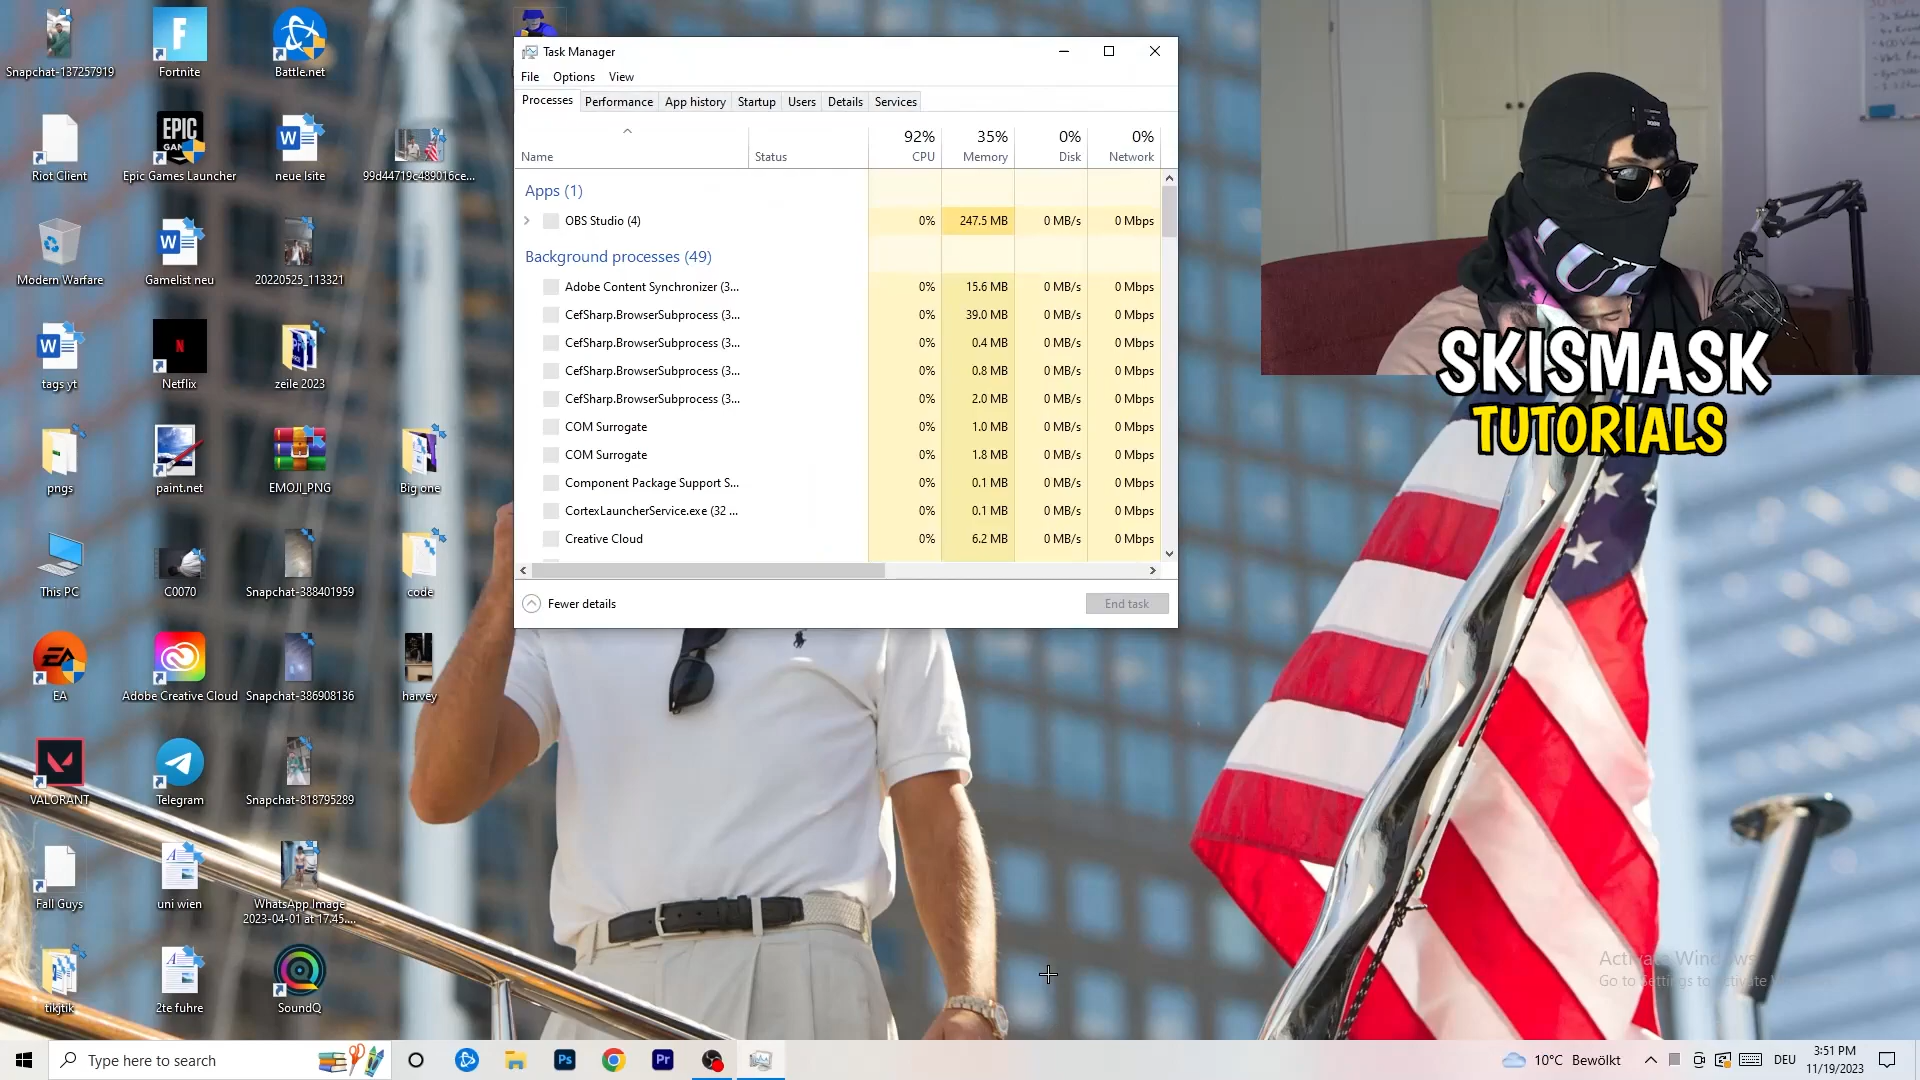 Snapchat-137257919
Fortnite
Battle.net
Riot Client
EPIC
Epic Games Launcher
neue lsite
99d44719c489016ce...
Modern Warfare
Gamelist neu
20220525_113321
tags yt
Netflix
zeile 2023
pngs
paint.net
EMOJI_PNG
Big one
This PC
C0070
Snapchat-388401959
code
EA
Adobe Creative Cloud
Snapchat-386908136
harvey
VALORANT
Telegram
Snapchat-818795289
Fall Guys
uni wien
WhatsApp Image
2023-04-01 at 17.45....
tikjtik
2te fuhre
SoundQ
Task Manager
File Options View
Processes Performance App history Startup Users Details Services
92% 35% 0% 0%
Name Status CPU Memory Disk Network
Apps (1)
OBS Studio (4) 0% 247.5 MB 0 MB/s 0 Mbps
Background processes (49)
Adobe Content Synchronizer (3... 0% 15.6 MB 0 MB/s 0 Mbps
CefSharp.BrowserSubprocess (3... 0% 39.0 MB 0 MB/s 0 Mbps
CefSharp.BrowserSubprocess (3... 0% 0.4 MB 0 MB/s 0 Mbps
CefSharp.BrowserSubprocess (3... 0% 0.8 MB 0 MB/s 0 Mbps
CefSharp.BrowserSubprocess (3... 0% 2.0 MB 0 MB/s 0 Mbps
COM Surrogate 0% 1.0 MB 0 MB/s 0 Mbps
COM Surrogate 0% 1.8 MB 0 MB/s 0 Mbps
Component Package Support S... 0% 0.1 MB 0 MB/s 0 Mbps
CortexLauncherService.exe (32 ... 0% 0.1 MB 0 MB/s 0 Mbps
Creative Cloud 0% 6.2 MB 0 MB/s 0 Mbps
Fewer details End task
SKISMASK
TUTORIALS
Activate Windows
Go to Settings to activate
Type here to search
Ps
Pr
10°C Bewölkt
DEU
3:51 PM
11/19/2023